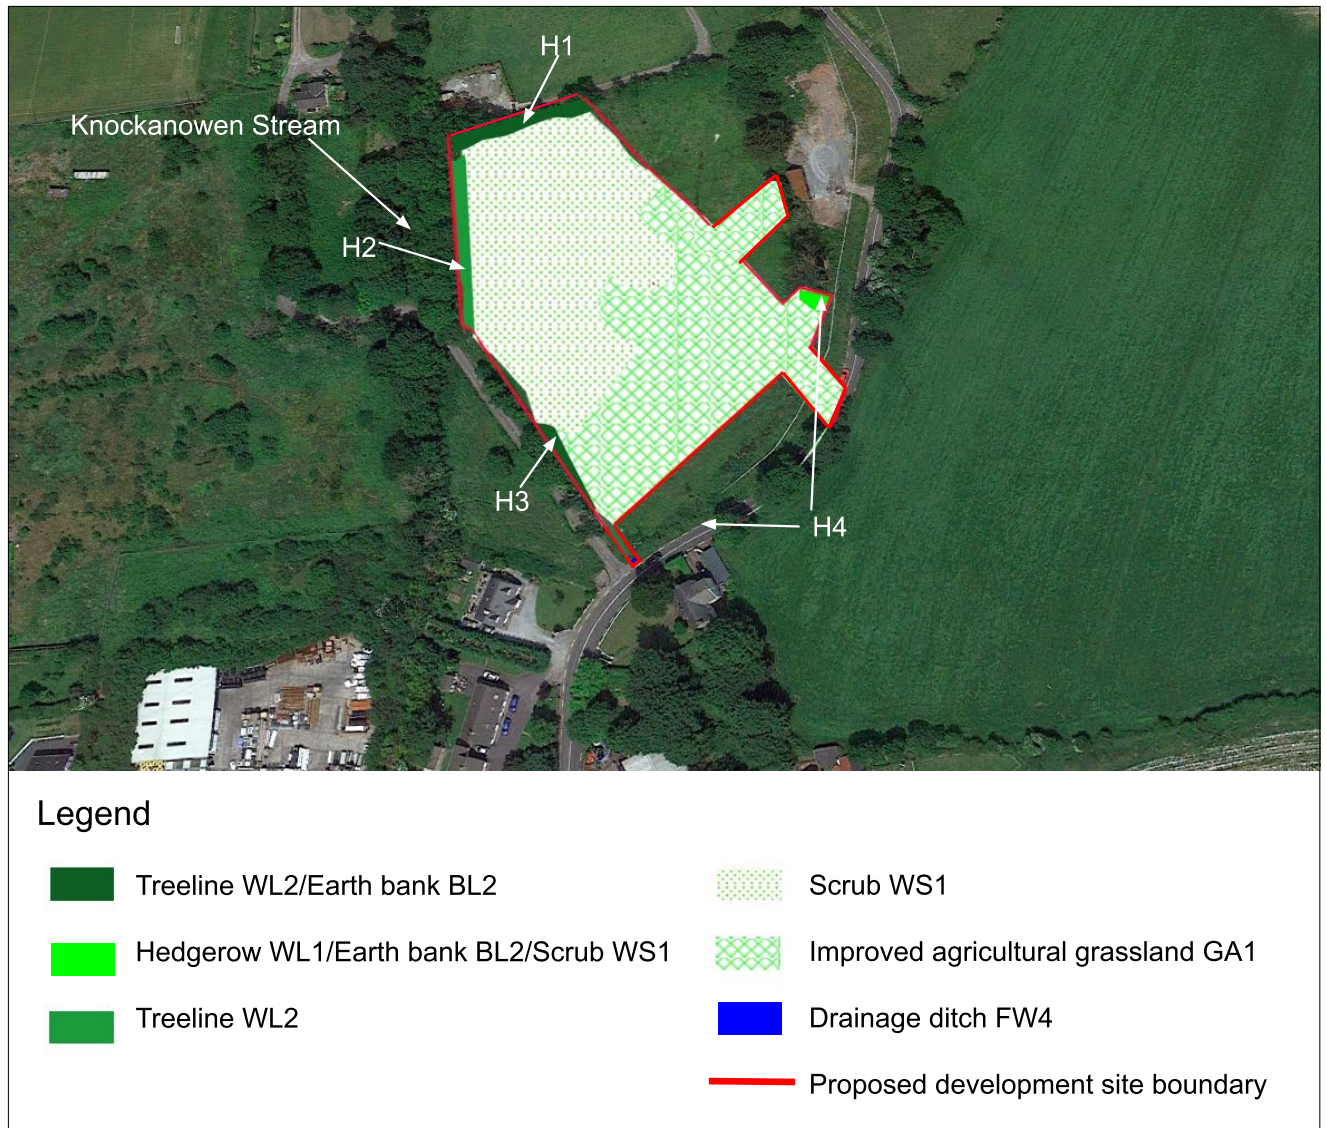 H1
Knockanowen Stream
H2
H3
H4
Legend
Treeline WL2/Earth bank BL2
Hedgerow WL1/Earth bank BL2/Scrub WS1
Treeline WL2
Scrub WS1
Improved agricultural grassland GA1
Drainage ditch FW4
Proposed development site boundary